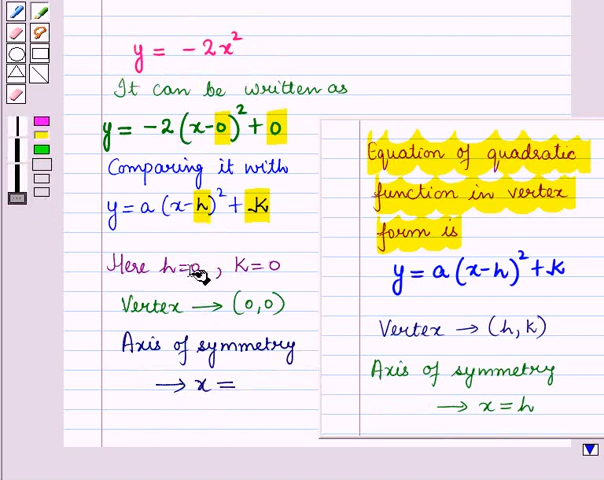 y = -2x²
It can be written as
y = -2(x-0)² + 0
Comparing it with
y = a(x-h)² + k
Here h=0, k=0
Vertex → (0,0)
Axis of symmetry
→ x =
Equation of quadratic
function in vertex
form is
y = a(x-h)² + k
Vertex → (h, k)
Axis of symmetry
→ x = h